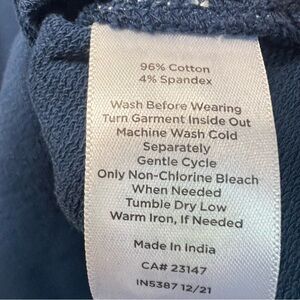 96% Cotton
4% Spandex
Wash Before Wearing
Turn Garment Inside Out
Machine Wash Cold
Separately
Gentle Cycle
Only Non-Chlorine Bleach
When Needed
Tumble Dry Low
Warm Iron, If Needed
Made In India
CA# 23147
IN5387 12/21